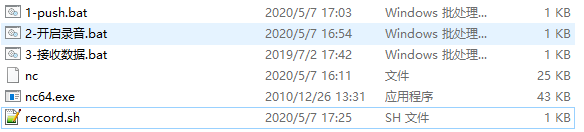 1-push.bat 2020/5/7 17:03 Windows 批处理... 1 KB
2-开启录音.bat 2020/5/7 16:54 Windows 批处理... 1 KB
3-接收数据.bat 2019/7/2 17:42 Windows 批处理... 1 KB
nc 2020/5/7 16:11 文件 25 KB
nc64.exe 2010/12/26 13:31 应用程序 43 KB
record.sh 2020/5/7 17:25 SH 文件 1 KB